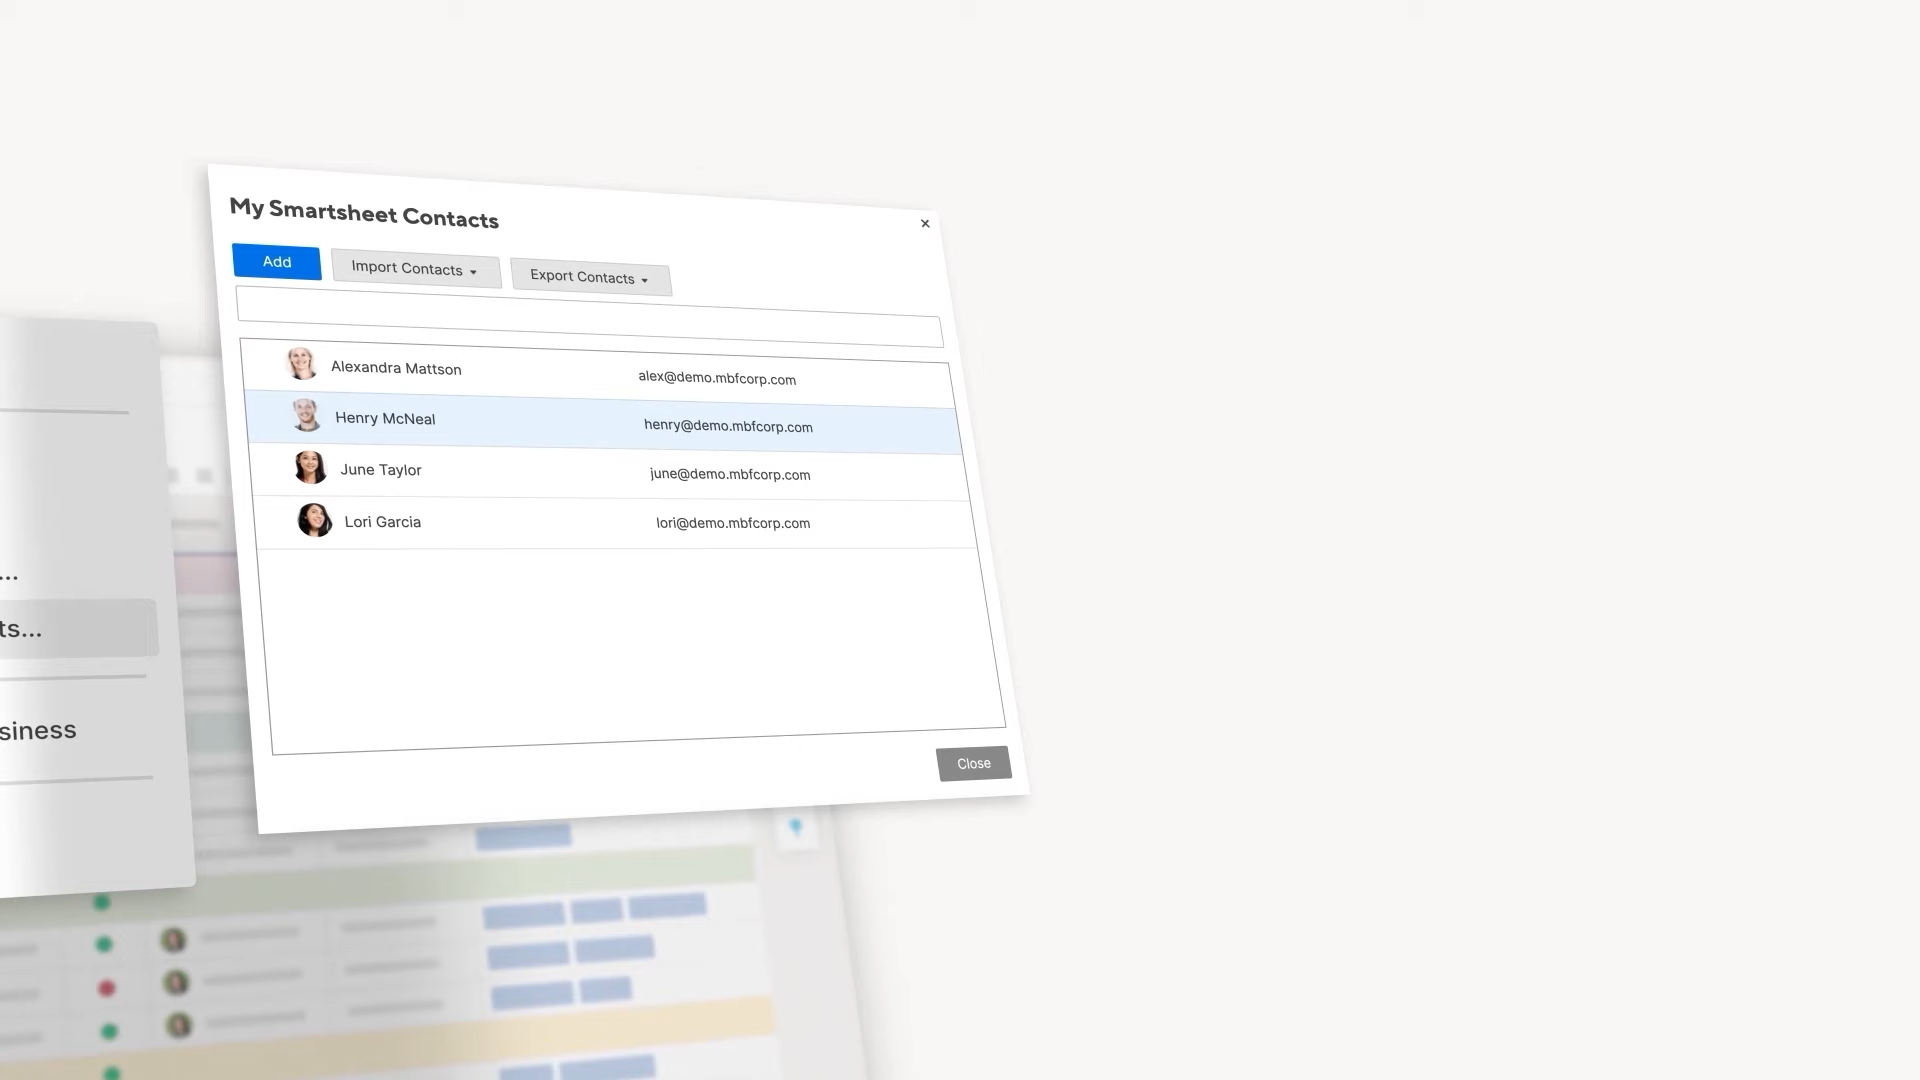 My Smartsheet Contacts
×
Add
Import Contacts
Export Contacts
Alexandra Mattson
alex@demo.mbfcorp.com
Henry McNeal
henry@demo.mbfcorp.com
June Taylor
june@demo.mbfcorp.com
Lori Garcia
lori@demo.mbfcorp.com
Close
...
ts...
siness